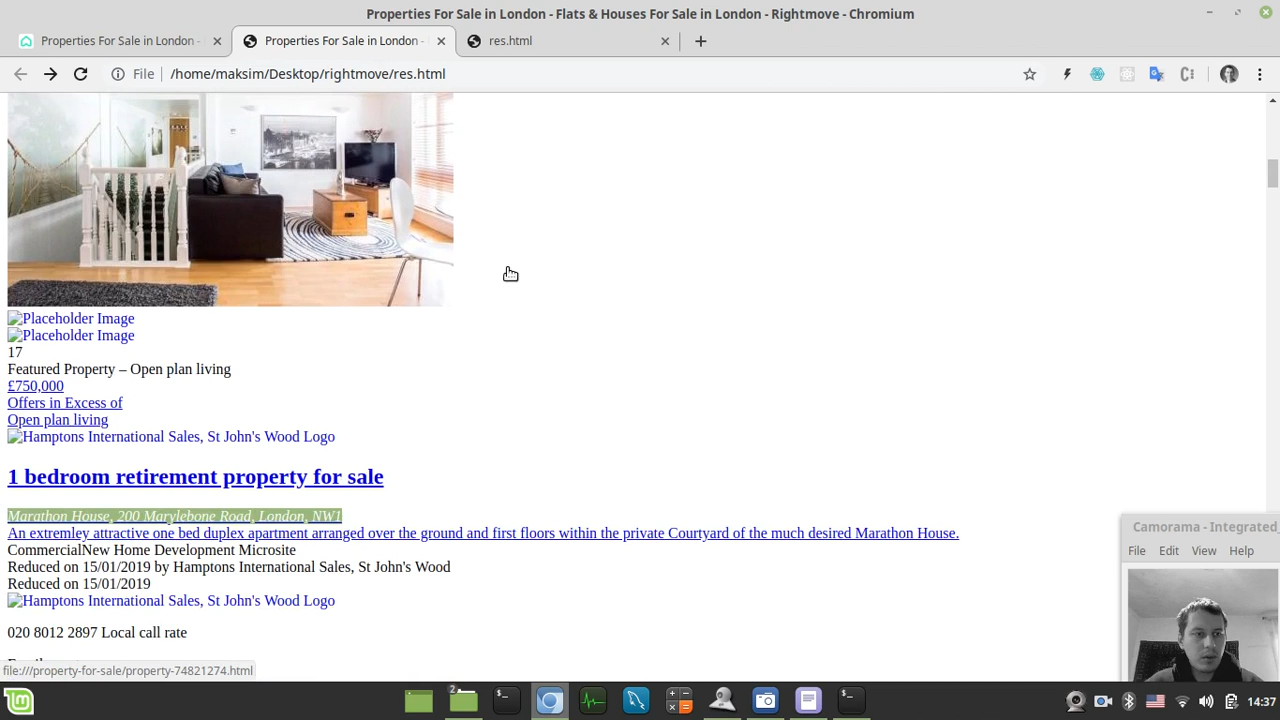 Properties For Sale in London - Flats & Houses For Sale in London - Rightmove - Chromium
Properties For Sale in London -
Properties For Sale in London -
res.html
File
/home/maksim/Desktop/rightmove/res.html
Placeholder Image
Placeholder Image
17
Featured Property – Open plan living
£750,000
Offers in Excess of
Open plan living
Hamptons International Sales, St John's Wood Logo
1 bedroom retirement property for sale
Marathon House, 200 Marylebone Road, London, NW1
An extremley attractive one bed duplex apartment arranged over the ground and first floors within the private Courtyard of the much desired Marathon House.
CommercialNew Home Development Microsite
Reduced on 15/01/2019 by Hamptons International Sales, St John's Wood
Reduced on 15/01/2019
Hamptons International Sales, St John's Wood Logo
020 8012 2897 Local call rate
file:///property-for-sale/property-74821274.html
Camorama - Integrated
File Edit View Help
2
14:37